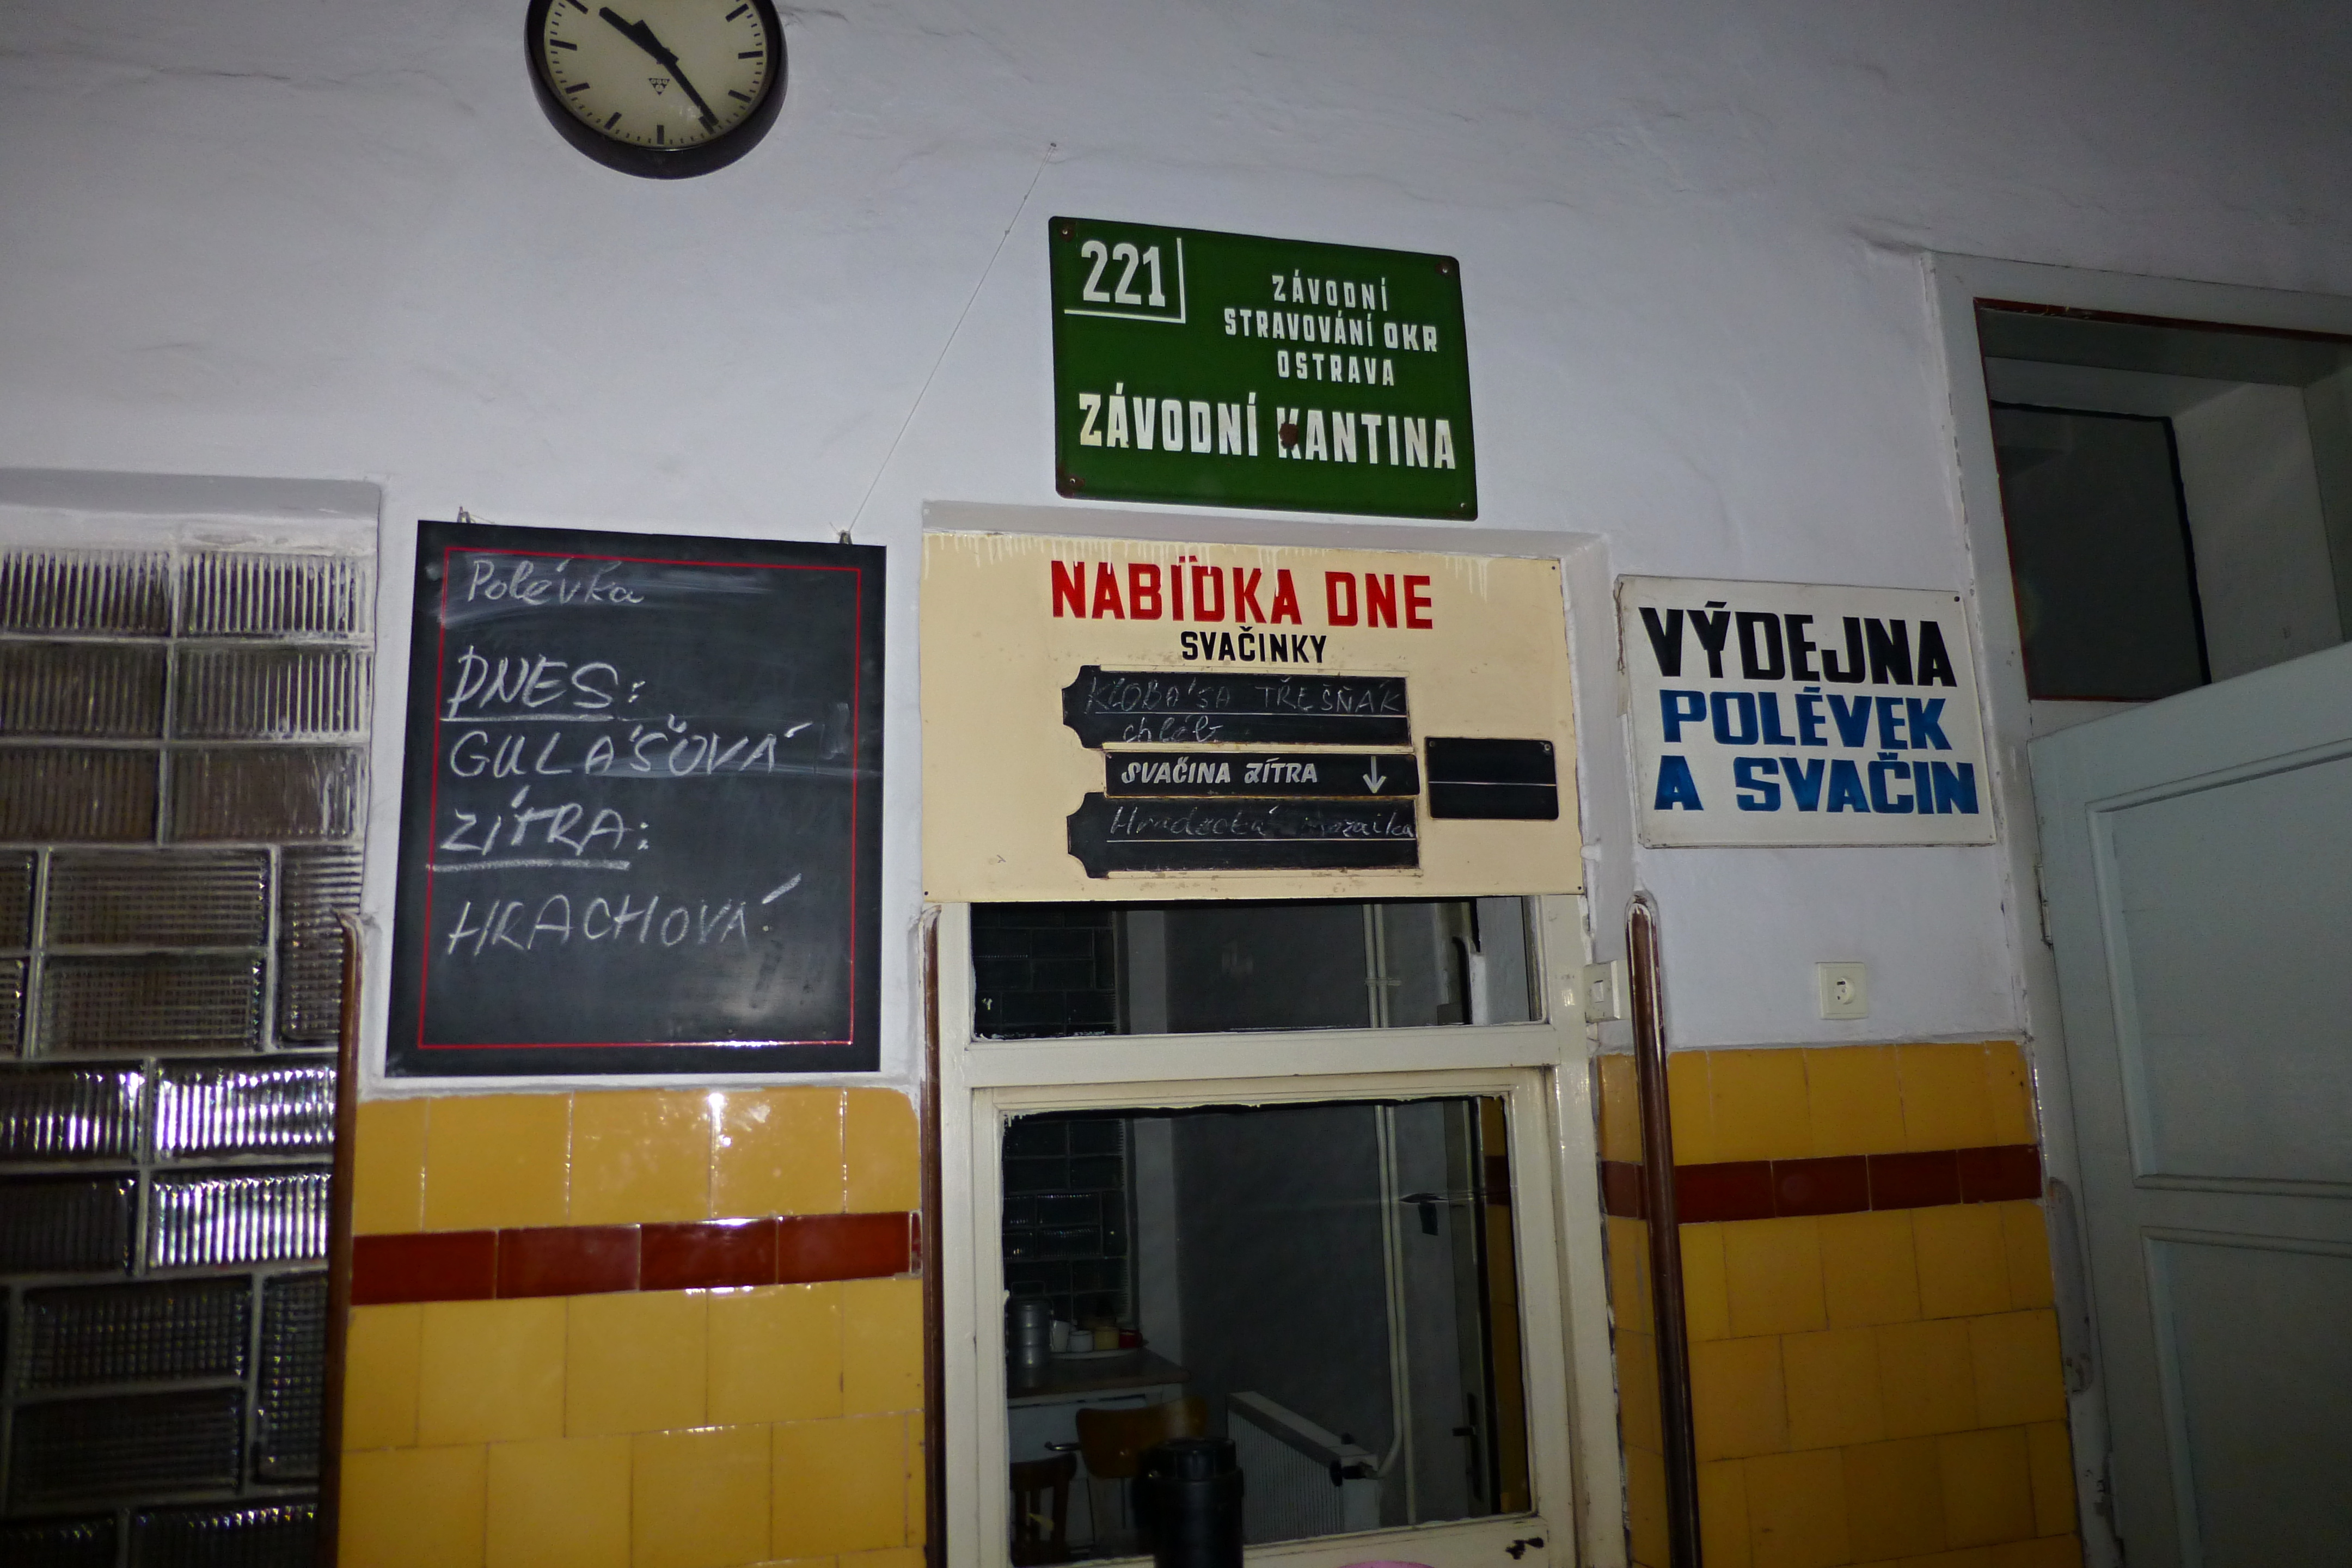 221
ZÁVODNÍ
STRAVOVÁNÍ OKR
OSTRAVA
ZÁVODNÍ KANTINA
Polévka
DNES:
GULÁŠOVÁ
ZÍTRA:
HRACHOVÁ
NABÍDKA DNE
SVAČINKY
KLOBÁSA TŘEŠŇÁK
chléb
SVAČINA ZÍTRA ↓
Hradecká mozaika
VÝDEJNA
POLÉVEK
A SVAČIN